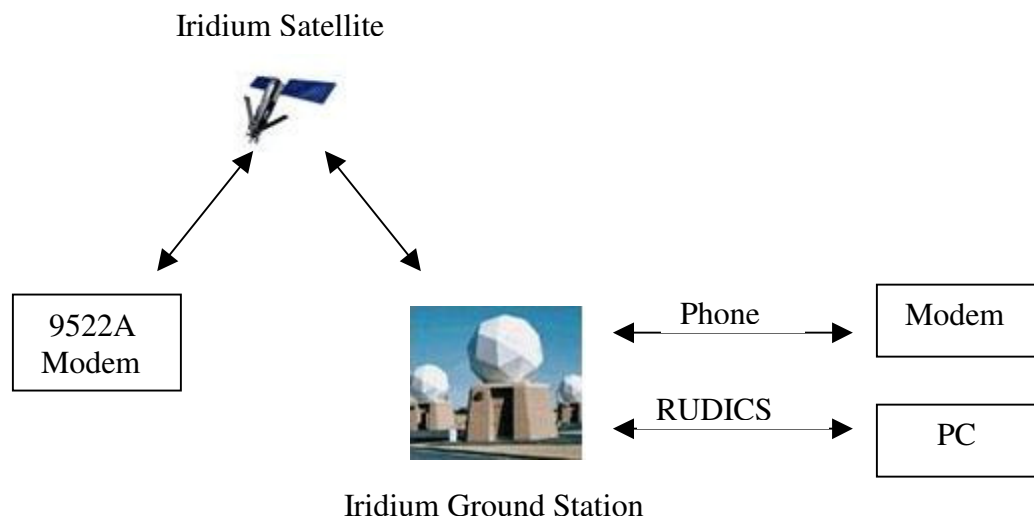 Iridium Satellite
9522A
Modem
Phone
Modem
RUDICS
PC
Iridium Ground Station